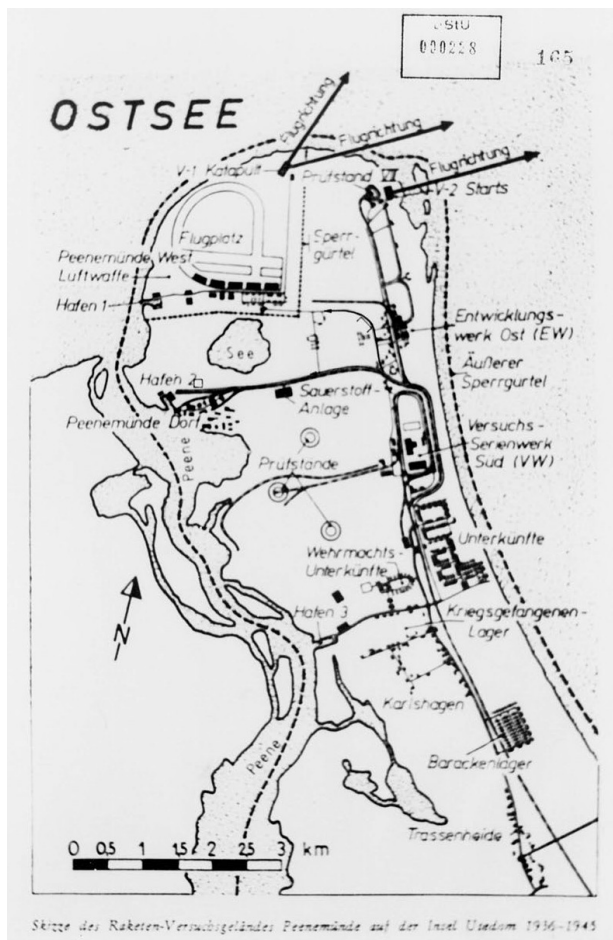 BStU
000228
165
OSTSEE
Flugrichtung
Flugrichtung
Flugrichtung
V-1 Katapult
Prüfstand VII
V-2 Starts
Flugplatz
Sperr-
gürtel
Peenemünde West
Luftwaffe
Hafen 1
Entwicklungs-
werk Ost (EW)
See
Äußerer
Sperrgürtel
Hafen 2
Sauerstoff-
Anlage
Peenemünde Dorf
Versuchs-
Serienwerk
Süd (VW)
Peene
Prüfstände
Unterkünfte
Wehrmachts-
Unterkünfte
Hafen 3
Kriegsgefangenen-
Lager
N
Karlshagen
Peene
Barackenlager
Trassenheide
0 0,5 1 1,5 2 2,5 3 km
Skizze des Raketen-Versuchsgeländes Peenemünde auf der Insel Usedom 1936-1945